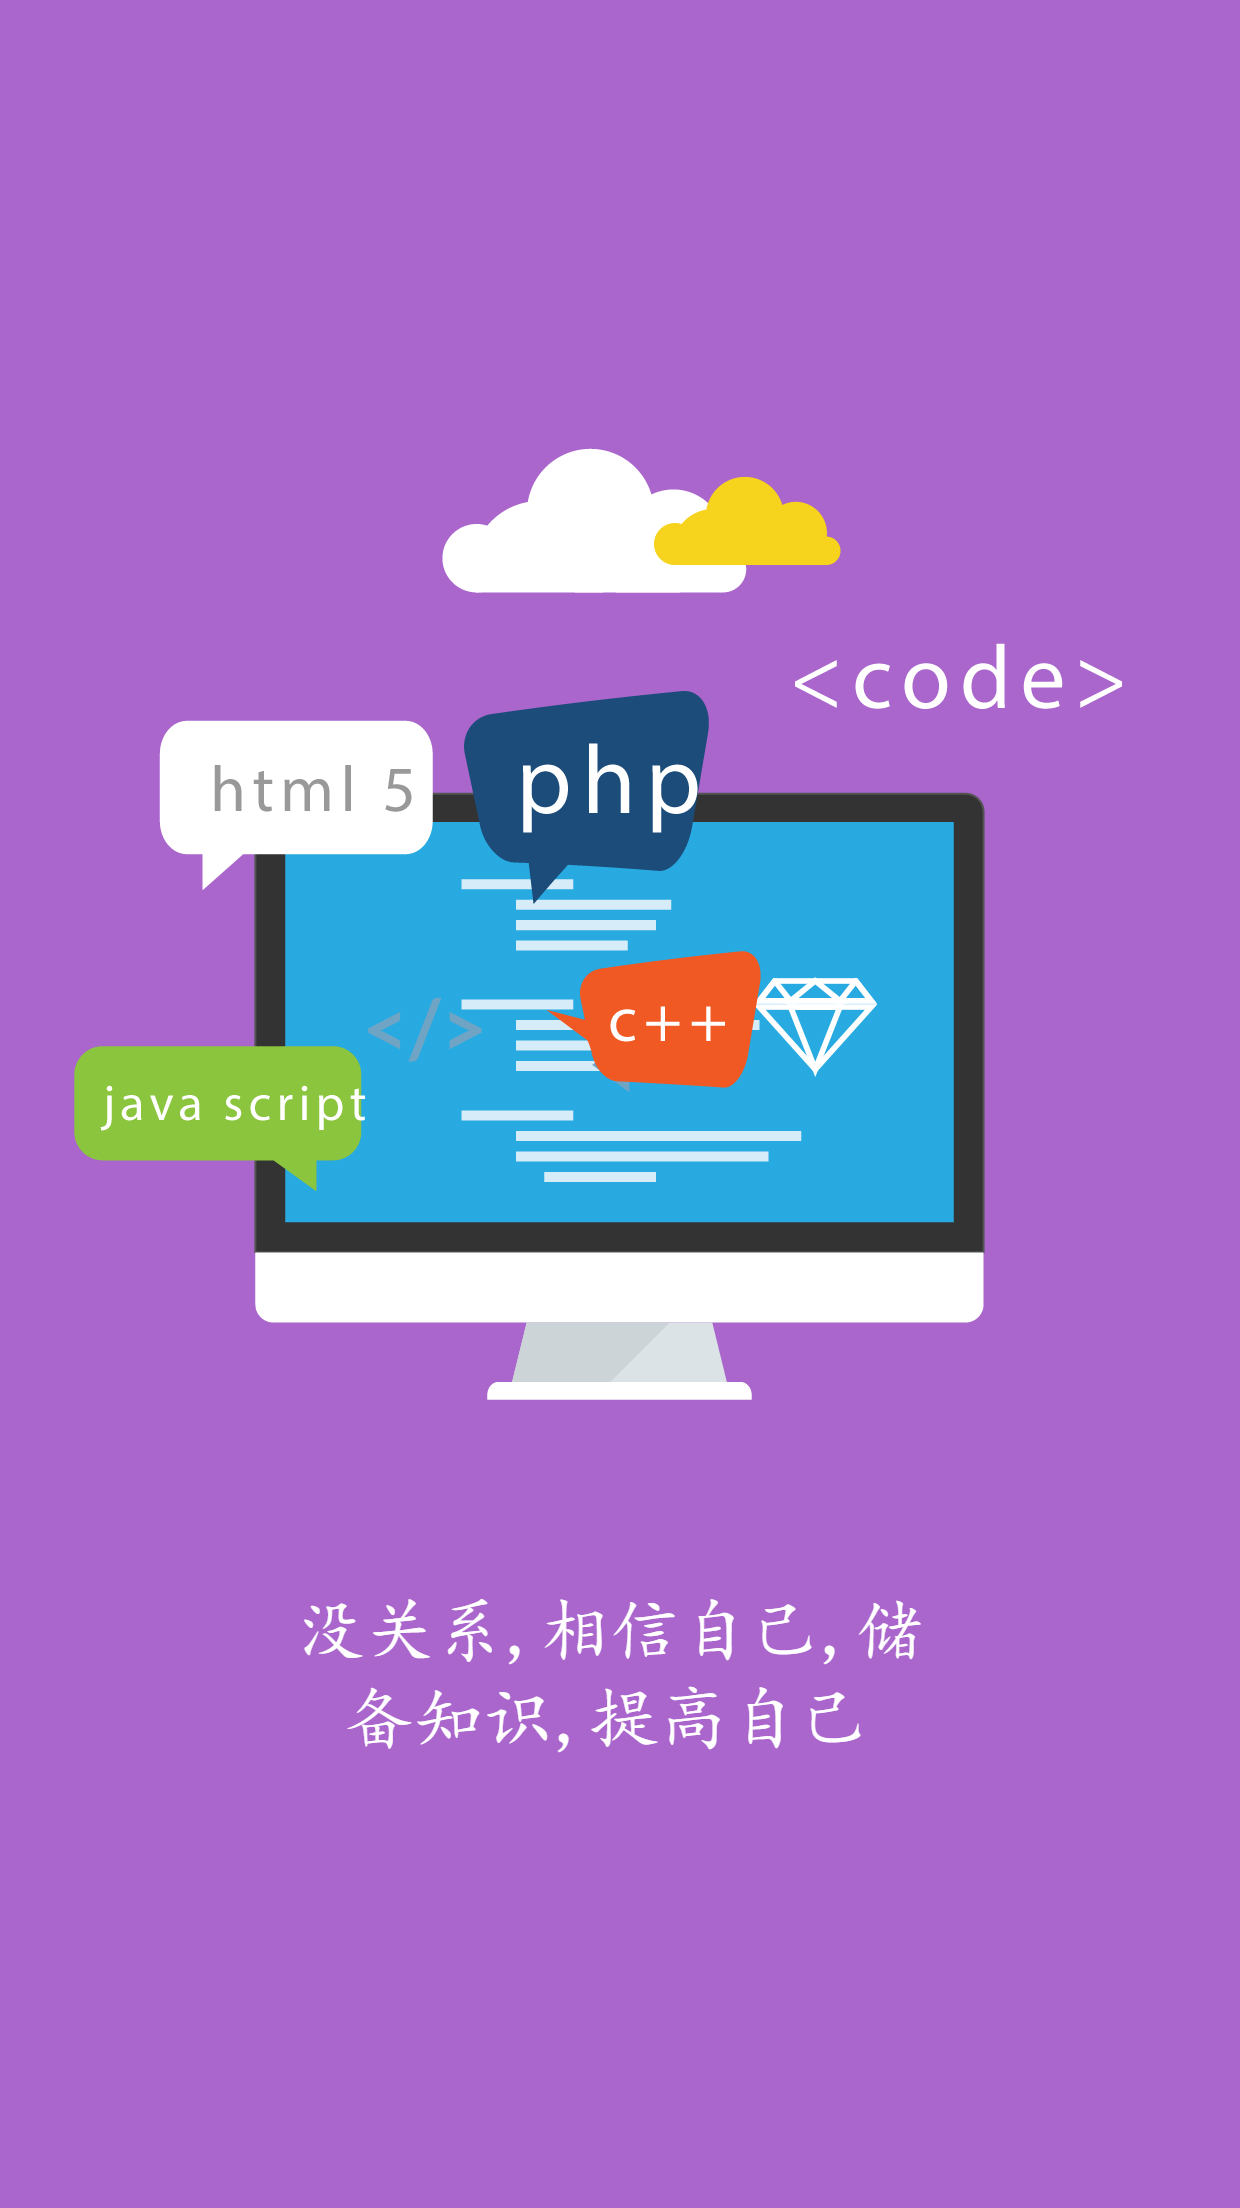 <code>
html 5
php
c++
</>
java script
没关系,相信自己,储
备知识,提高自己